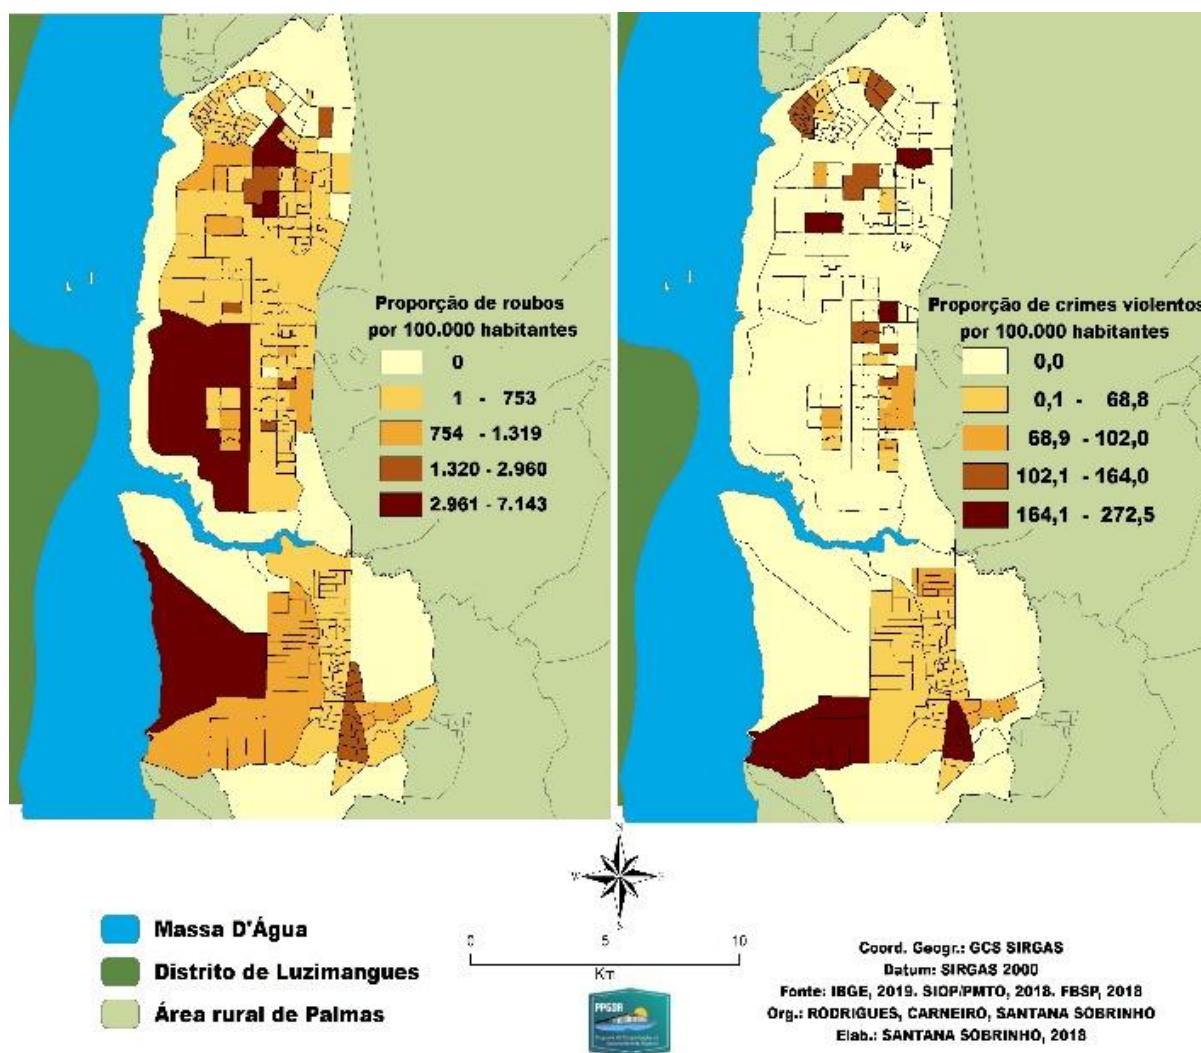 Proporção de roubos
por 100.000 habitantes
0
1 - 753
754 - 1.319
1.320 - 2.960
2.961 - 7.143
Proporção de crimes violentos
por 100.000 habitantes
0,0
0,1 - 68,8
68,9 - 102,0
102,1 - 164,0
164,1 - 272,5
N
W
E
S
Massa D'Água
Distrito de Luzimangues
Área rural de Palmas
0 5 10
Km
PPGDR
Coord. Geogr.: GCS SIRGAS
Datum: SIRGAS 2000
Fonte: IBGE, 2019. SIOP/PMTO, 2018. FBSP, 2018
Org.: RODRIGUES, CARNEIRO, SANTANA SOBRINHO
Elab.: SANTANA SOBRINHO, 2018